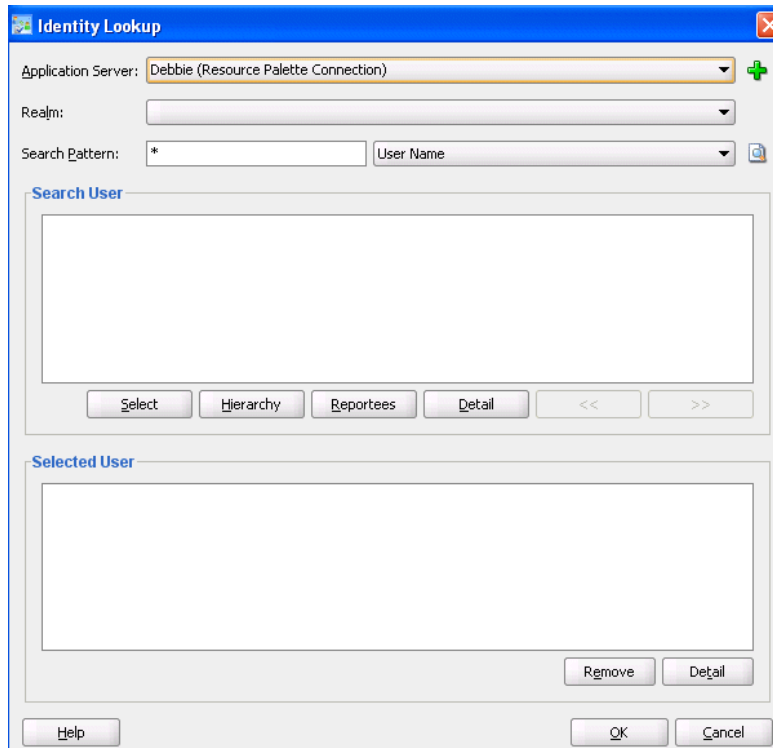 Identity Lookup
Application Server: Debbie (Resource Palette Connection)
Realm:
Search Pattern: * User Name
Search User
Select Hierarchy Reportees Detail << >>
Selected User
Remove Detail
Help OK Cancel